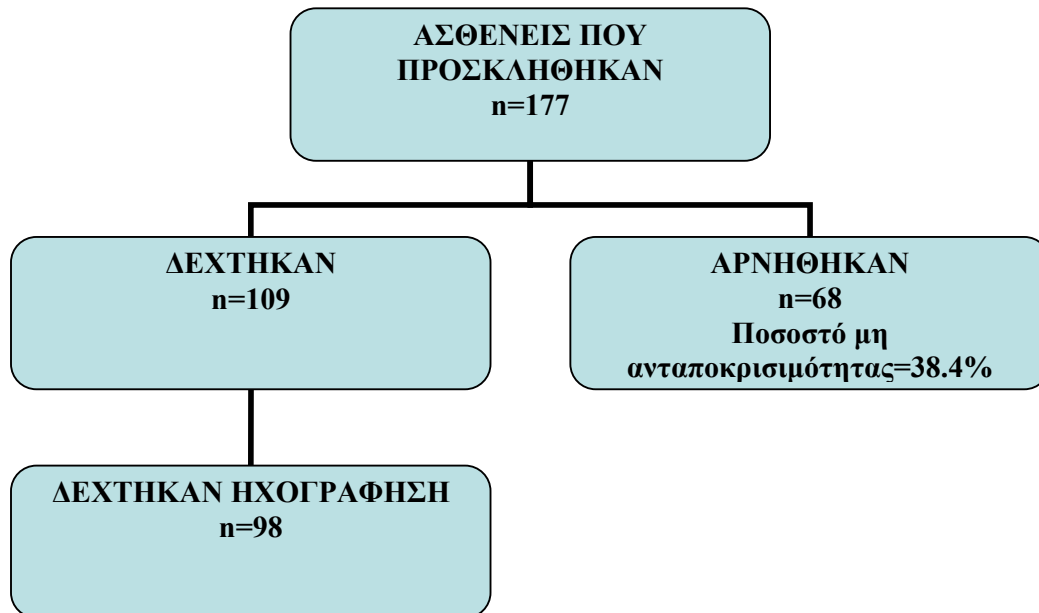 ΑΣΘΕΝΕΙΣ ΠΟΥ
ΠΡΟΣΚΛΗΘΗΚΑΝ
n=177
ΔΕΧΤΗΚΑΝ
n=109
ΑΡΝΗΘΗΚΑΝ
n=68
Ποσοστό μη
ανταποκρισιμότητας=38.4%
ΔΕΧΤΗΚΑΝ ΗΧΟΓΡΑΦΗΣΗ
n=98